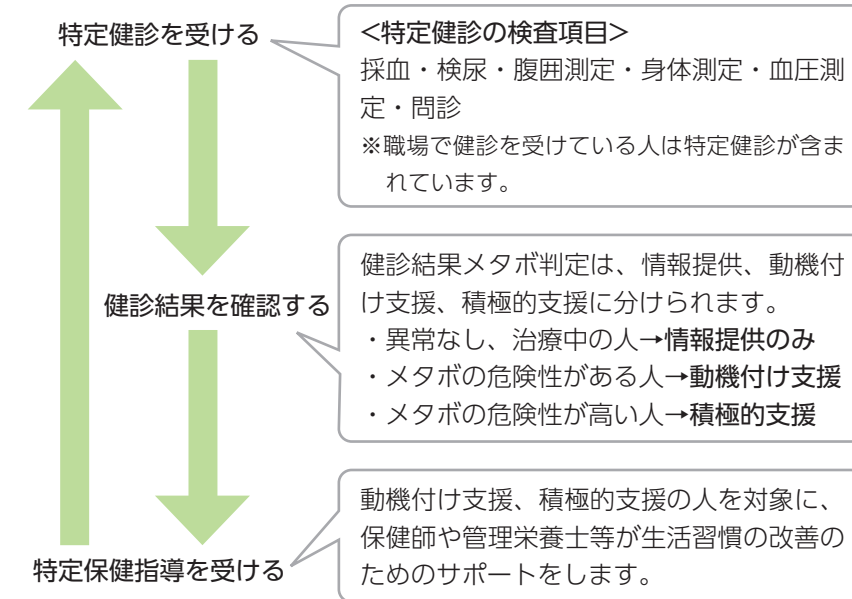 特定健診を受ける
<特定健診の検査項目>
採血・検尿・腹囲測定・身体測定・血圧測
定・問診
※職場で健診を受けている人は特定健診が含ま
れています。
健診結果を確認する
健診結果メタボ判定は、情報提供、動機付
け支援、積極的支援に分けられます。
・異常なし、治療中の人→情報提供のみ
・メタボの危険性がある人→動機付け支援
・メタボの危険性が高い人→積極的支援
特定保健指導を受ける
動機付け支援、積極的支援の人を対象に、
保健師や管理栄養士等が生活習慣の改善の
ためのサポートをします。